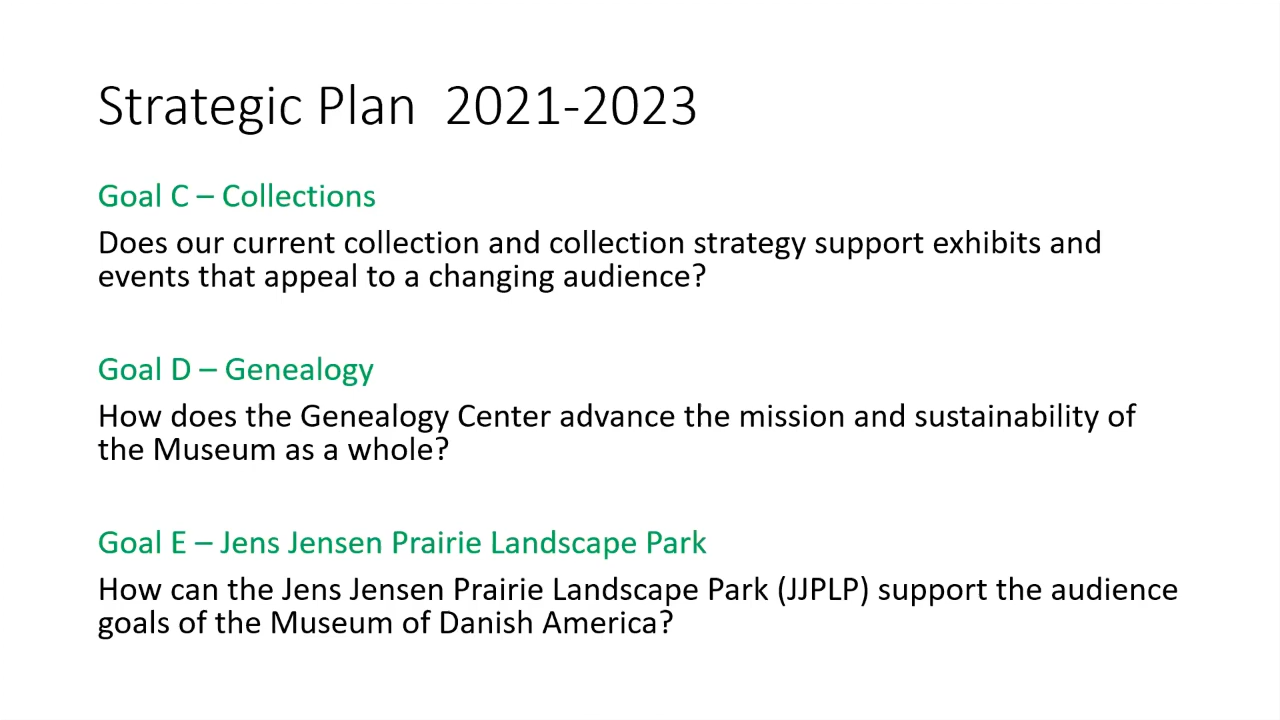 Strategic Plan  2021-2023
Goal C – Collections
Does our current collection and collection strategy support exhibits and
events that appeal to a changing audience?
Goal D – Genealogy
How does the Genealogy Center advance the mission and sustainability of
the Museum as a whole?
Goal E – Jens Jensen Prairie Landscape Park
How can the Jens Jensen Prairie Landscape Park (JJPLP) support the audience
goals of the Museum of Danish America?